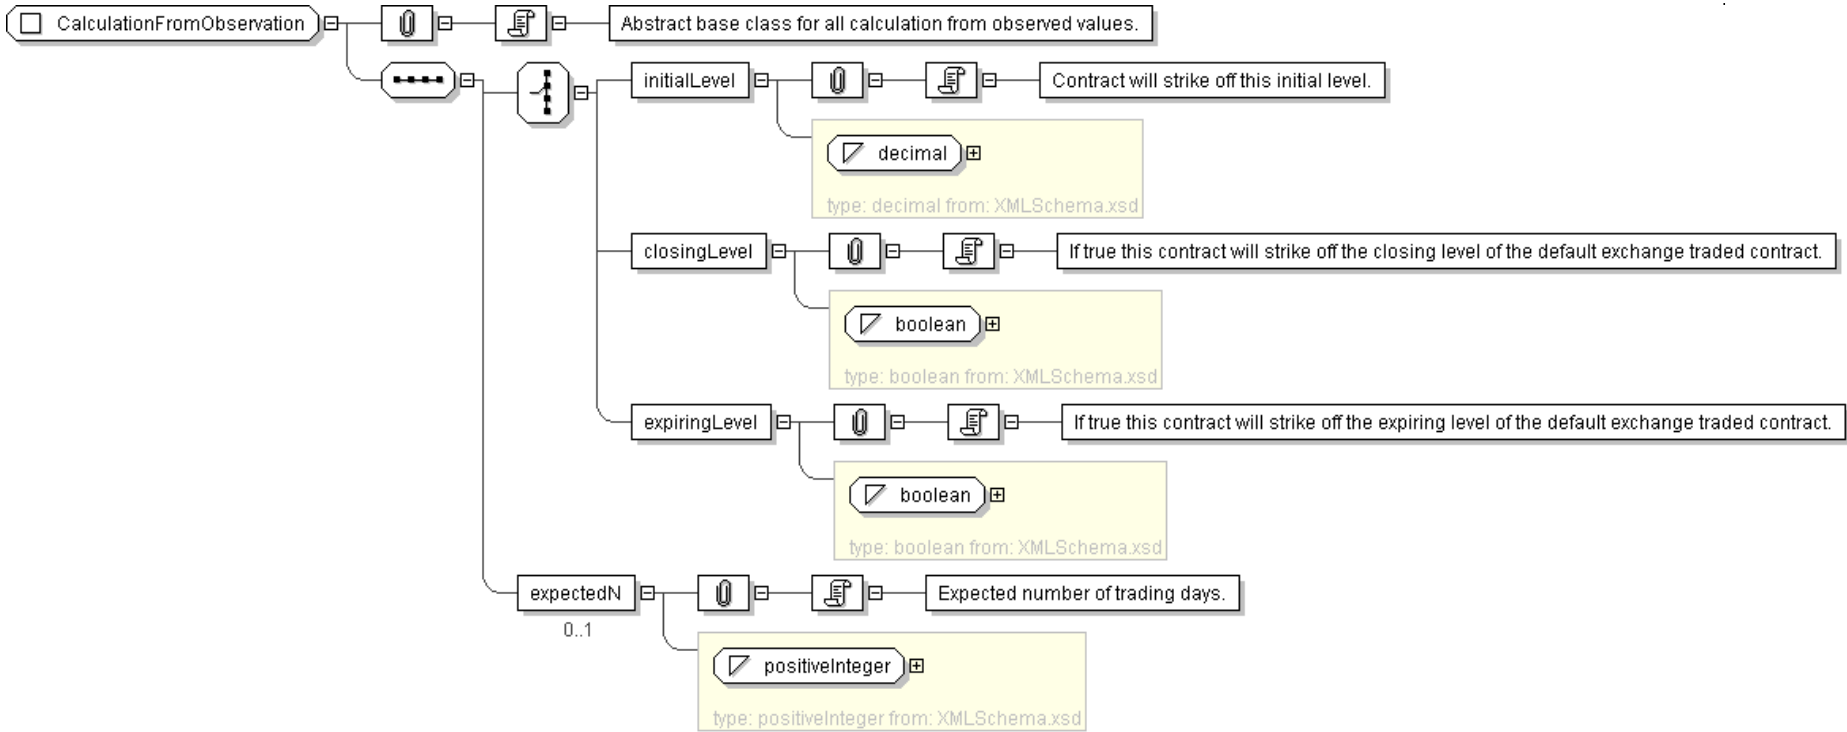 CalculationFromObservation
Abstract base class for all calculation from observed values.
initialLevel
Contract will strike off this initial level.
decimal
type: decimal from: XMLSchema.xsd
closingLevel
If true this contract will strike off the closing level of the default exchange traded contract.
boolean
type: boolean from: XMLSchema.xsd
expiringLevel
If true this contract will strike off the expiring level of the default exchange traded contract.
boolean
type: boolean from: XMLSchema.xsd
expectedN
Expected number of trading days.
0..1
positiveInteger
type: positiveInteger from: XMLSchema.xsd